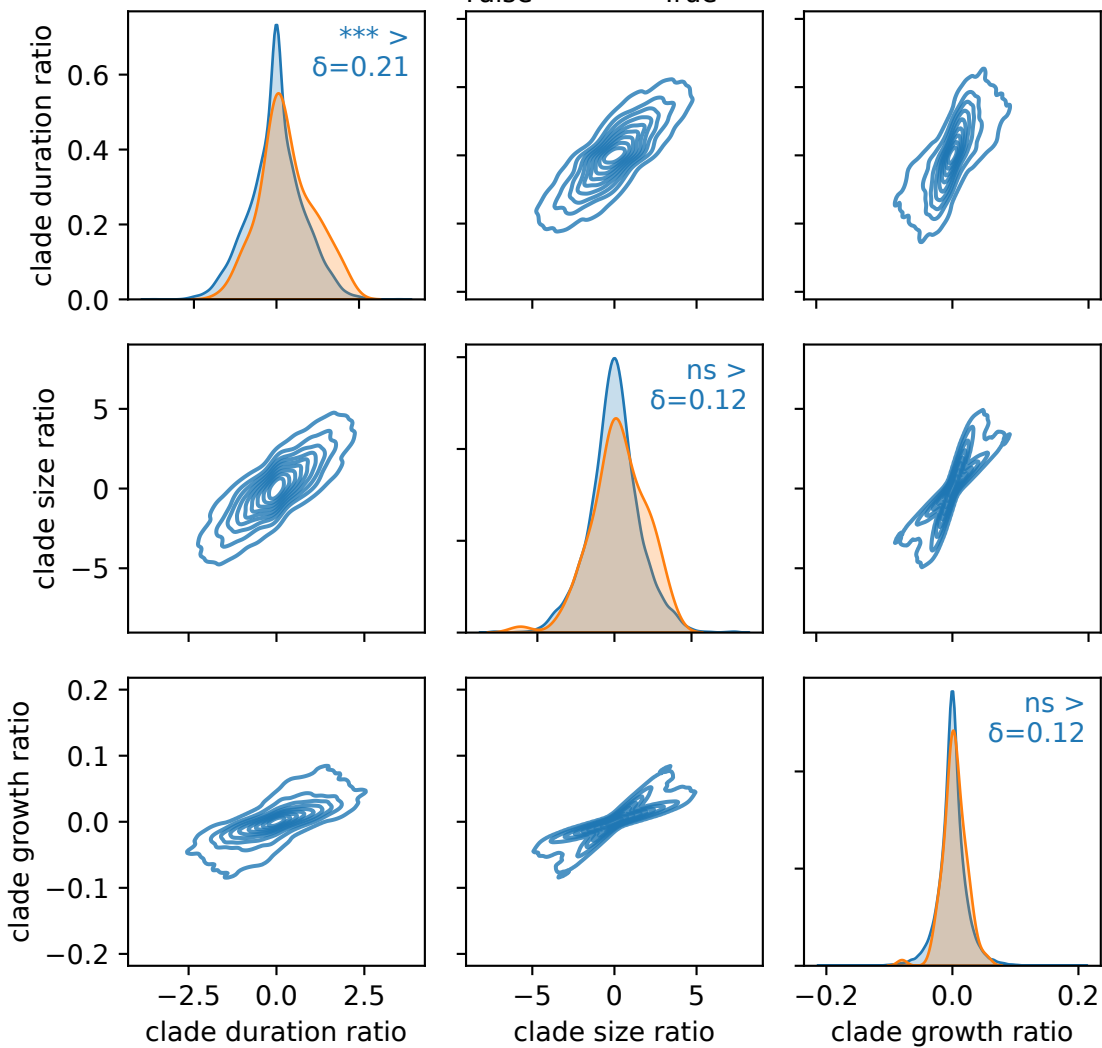 0.6
0.4
0.2
0.0
clade duration ratio
*** >
δ=0.21
5
0
−5
clade size ratio
ns >
δ=0.12
0.2
0.1
0.0
−0.1
−0.2
clade growth ratio
ns >
δ=0.12
−2.5 0.0 2.5
clade duration ratio
−5 0 5
clade size ratio
−0.2 0.0 0.2
clade growth ratio